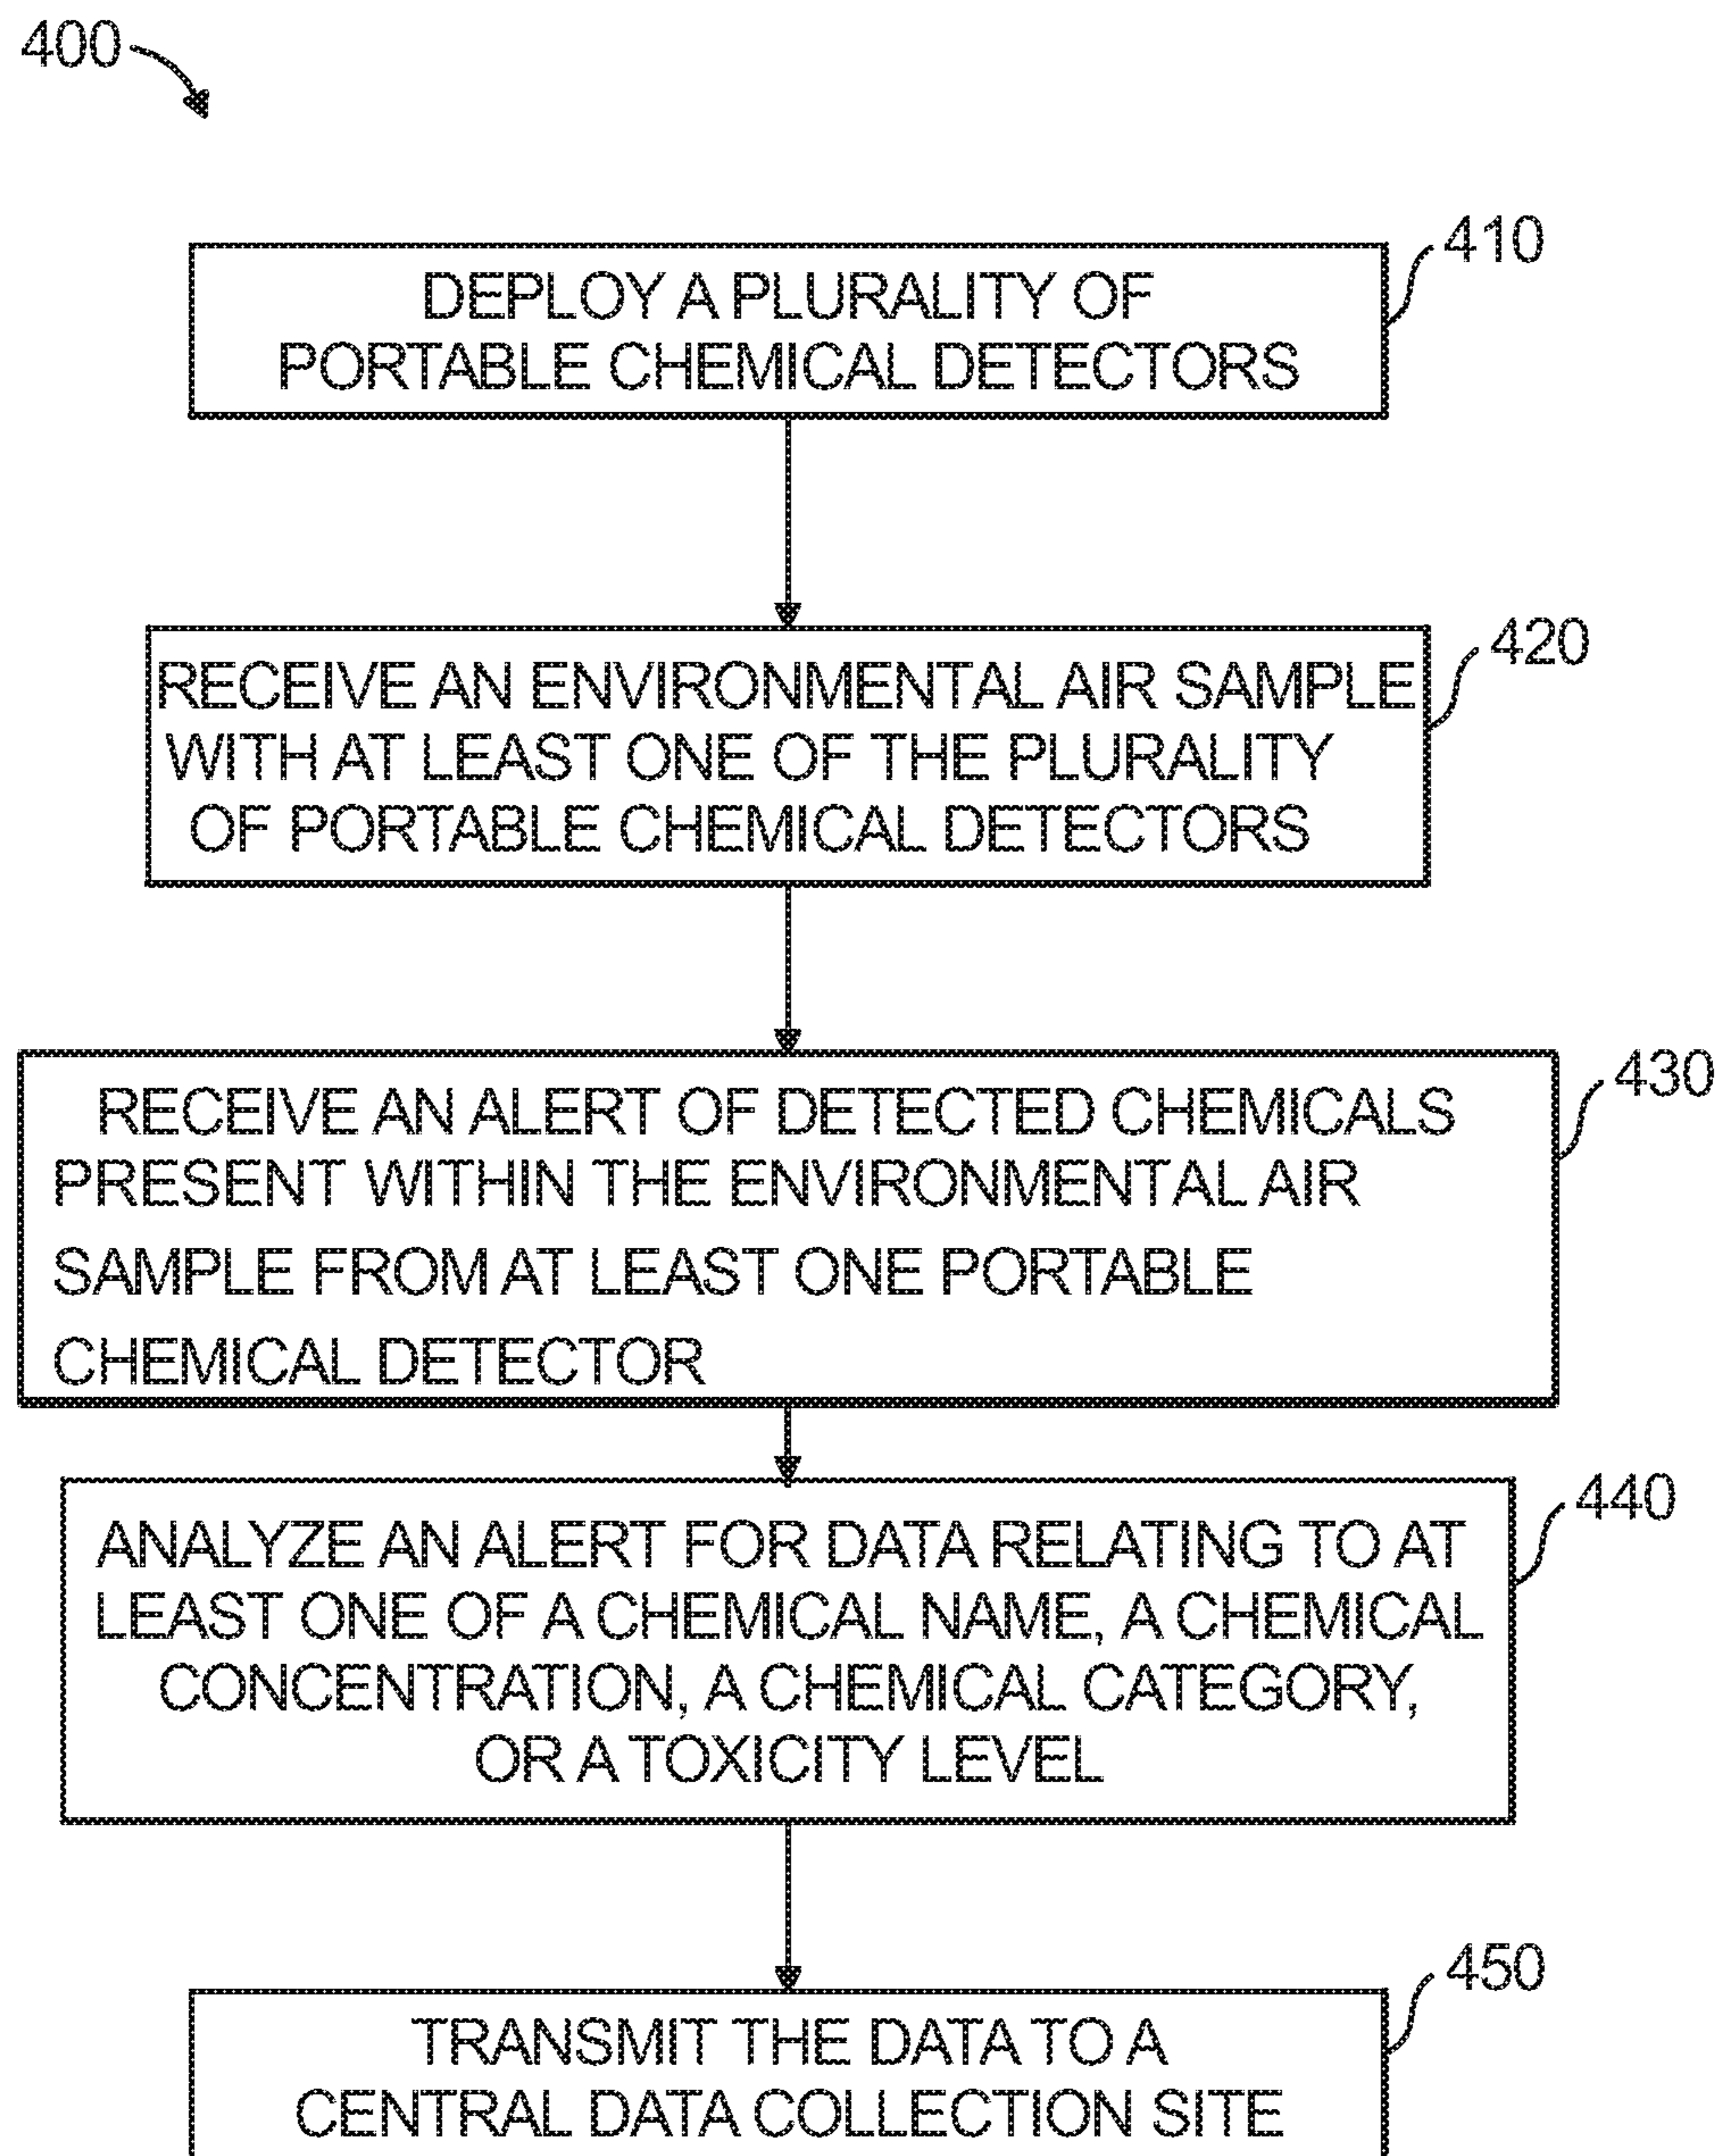 400
410
DEPLOY A PLURALITY OF
PORTABLE CHEMICAL DETECTORS
420
RECEIVE AN ENVIRONMENTAL AIR SAMPLE
WITH AT LEAST ONE OF THE PLURALITY
OF PORTABLE CHEMICAL DETECTORS
430
RECEIVE AN ALERT OF DETECTED CHEMICALS
PRESENT WITHIN THE ENVIRONMENTAL AIR
SAMPLE FROM AT LEAST ONE PORTABLE
CHEMICAL DETECTOR
440
ANALYZE AN ALERT FOR DATA RELATING TO AT
LEAST ONE OF A CHEMICAL NAME, A CHEMICAL
CONCENTRATION, A CHEMICAL CATEGORY,
OR A TOXICITY LEVEL
450
TRANSMIT THE DATA TO A
CENTRAL DATA COLLECTION SITE